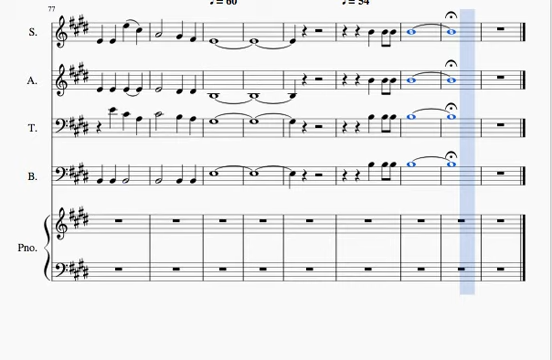 ♩ = 60 ♩ = 54
77
S.
A.
T.
B.
Pno.